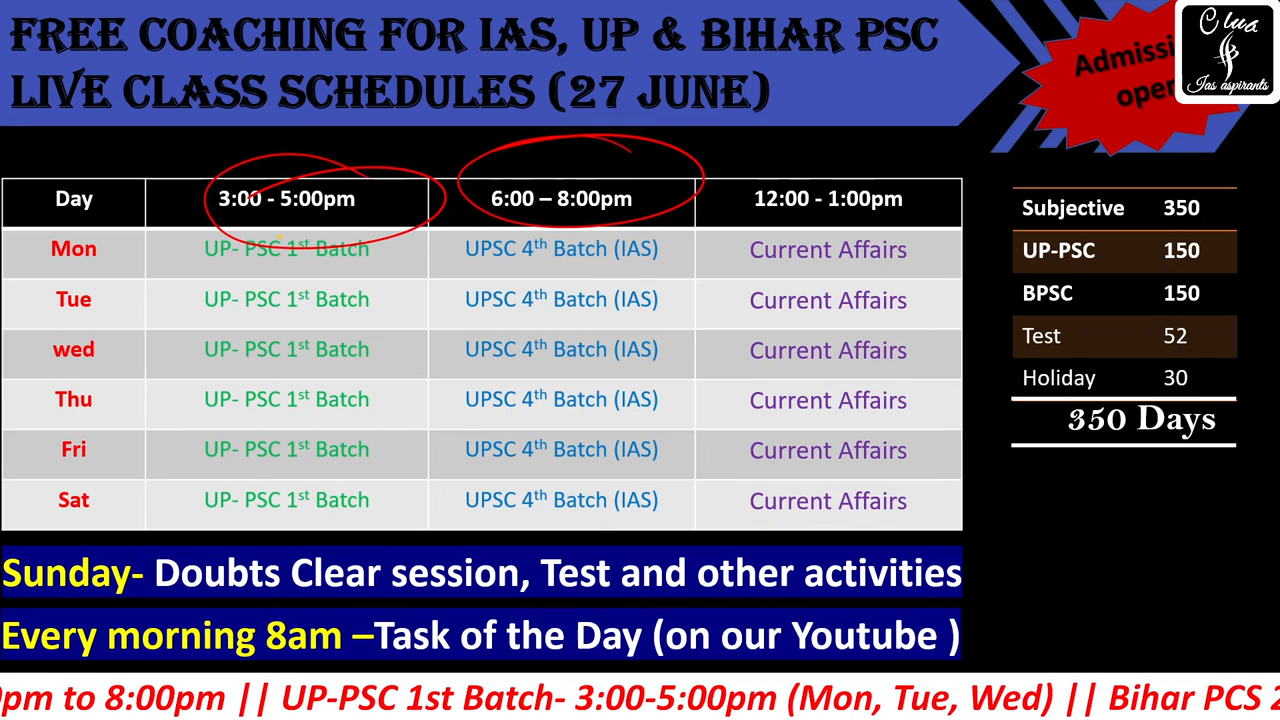 FREE COACHING FOR IAS, UP & BIHAR PSC
LIVE CLASS SCHEDULES (27 JUNE)
Clua
Ias aspirants
Day 3:00 - 5:00pm 6:00 – 8:00pm 12:00 - 1:00pm
Mon UP- PSC 1st Batch UPSC 4th Batch (IAS) Current Affairs
Tue UP- PSC 1st Batch UPSC 4th Batch (IAS) Current Affairs
wed UP- PSC 1st Batch UPSC 4th Batch (IAS) Current Affairs
Thu UP- PSC 1st Batch UPSC 4th Batch (IAS) Current Affairs
Fri UP- PSC 1st Batch UPSC 4th Batch (IAS) Current Affairs
Sat UP- PSC 1st Batch UPSC 4th Batch (IAS) Current Affairs
Subjective 350
UP-PSC 150
BPSC 150
Test 52
Holiday 30
350 Days
Sunday- Doubts Clear session, Test and other activities
Every morning 8am –Task of the Day (on our Youtube )
pm to 8:00pm || UP-PSC 1st Batch- 3:00-5:00pm (Mon, Tue, Wed) || Bihar PCS